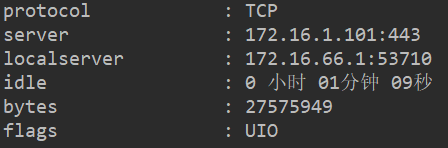 protocol : TCP
server : 172.16.1.101:443
localserver : 172.16.66.1:53710
idle : 0 小时 01分钟 09秒
bytes : 27575949
flags : UIO